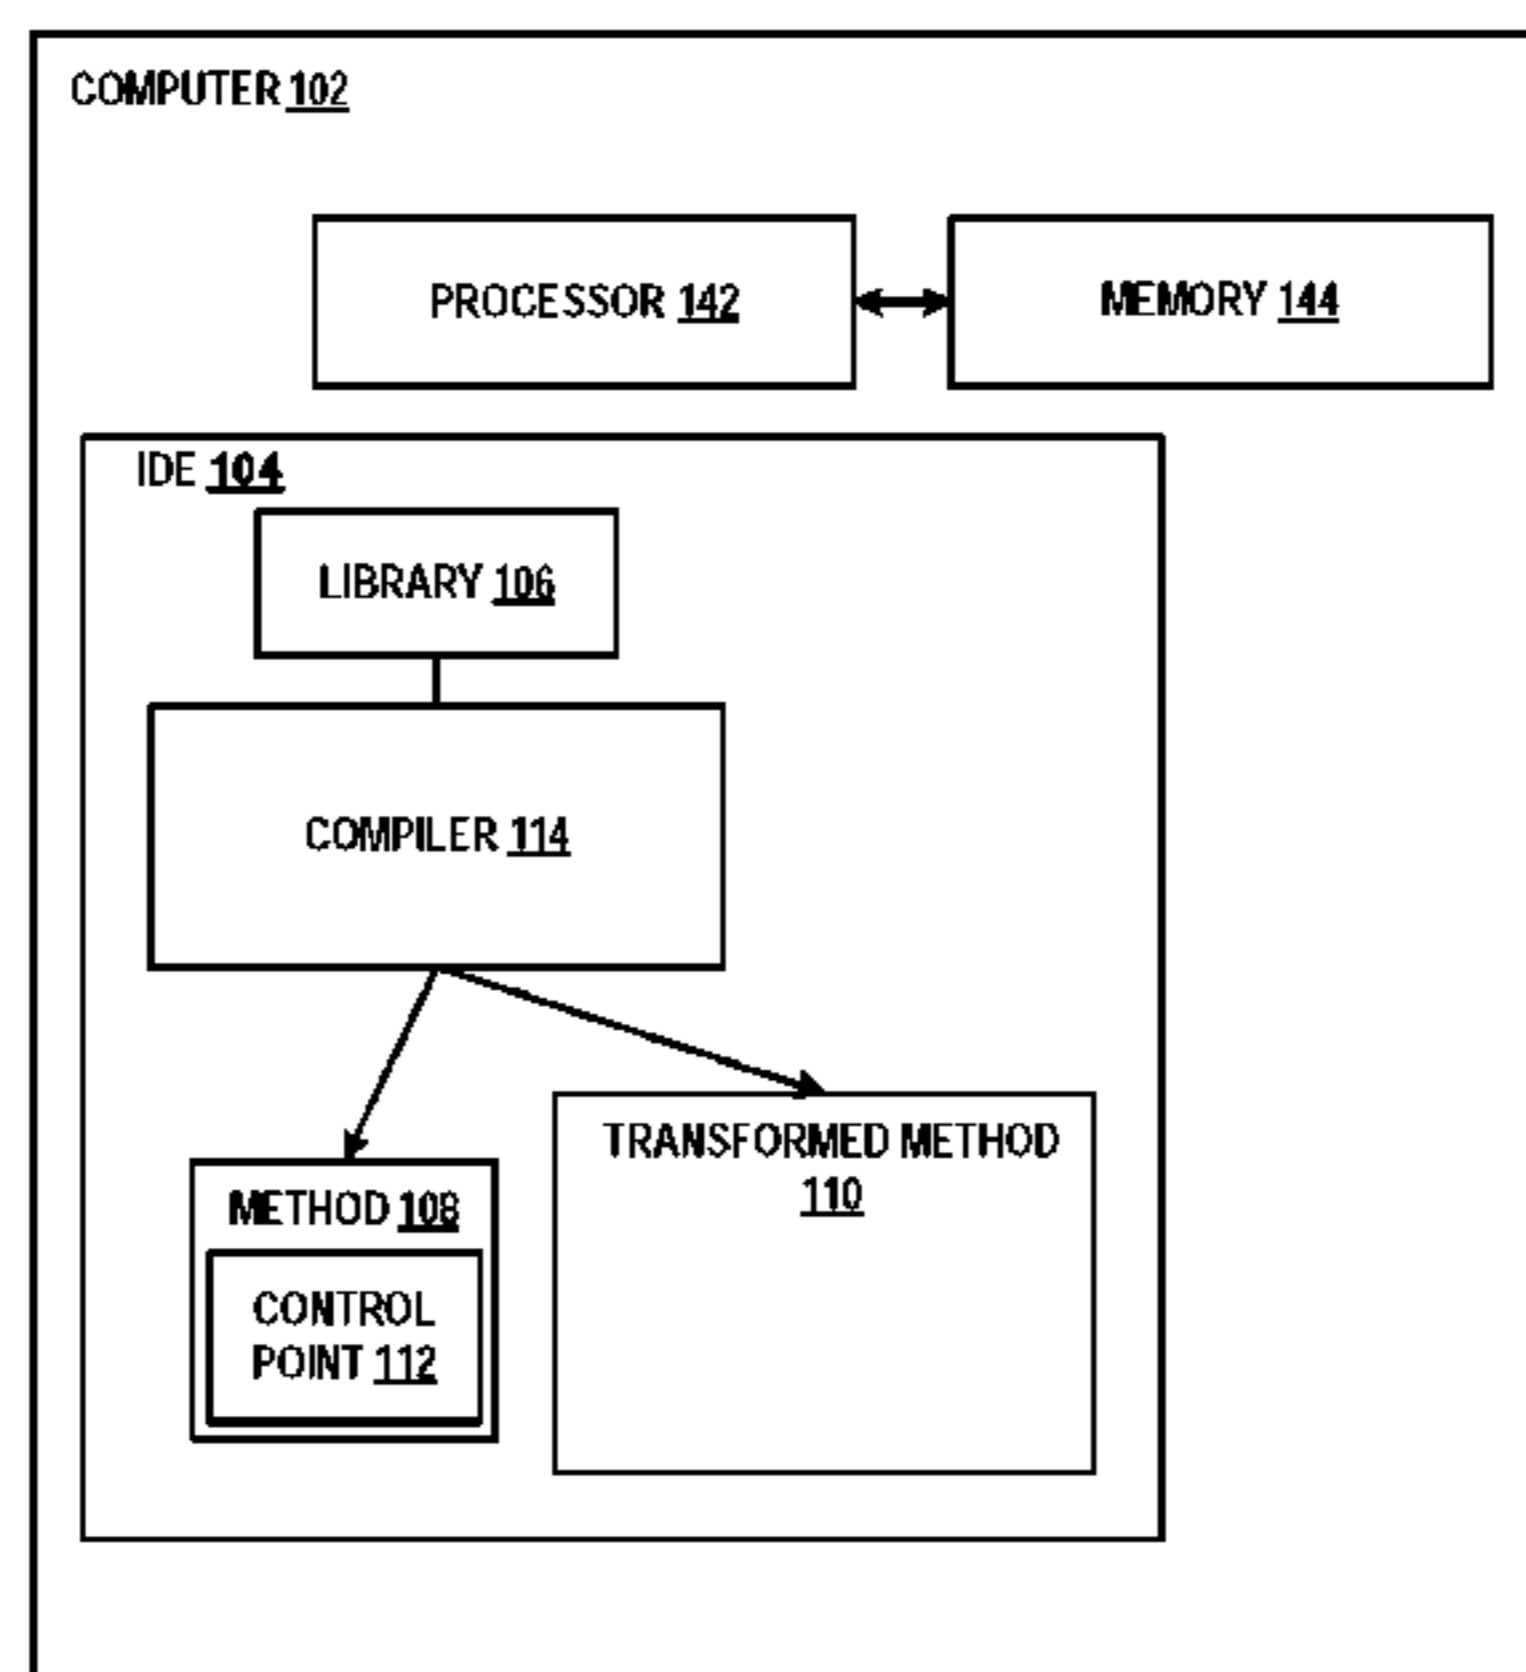 COMPUTER 102
PROCESSOR 142
MEMORY 144
IDE 104
LIBRARY 106
COMPILER 114
TRANSFORMED METHOD
110
METHOD 108
CONTROL
POINT 112